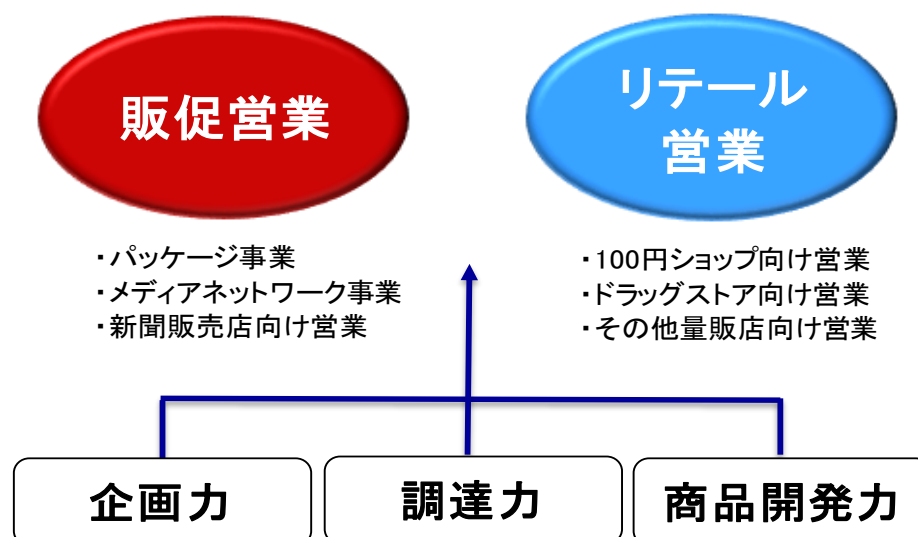 販促営業
リテール
営業
・パッケージ事業
・メディアネットワーク事業
・新聞販売店向け営業
・100円ショップ向け営業
・ドラッグストア向け営業
・その他量販店向け営業
企画力
調達力
商品開発力